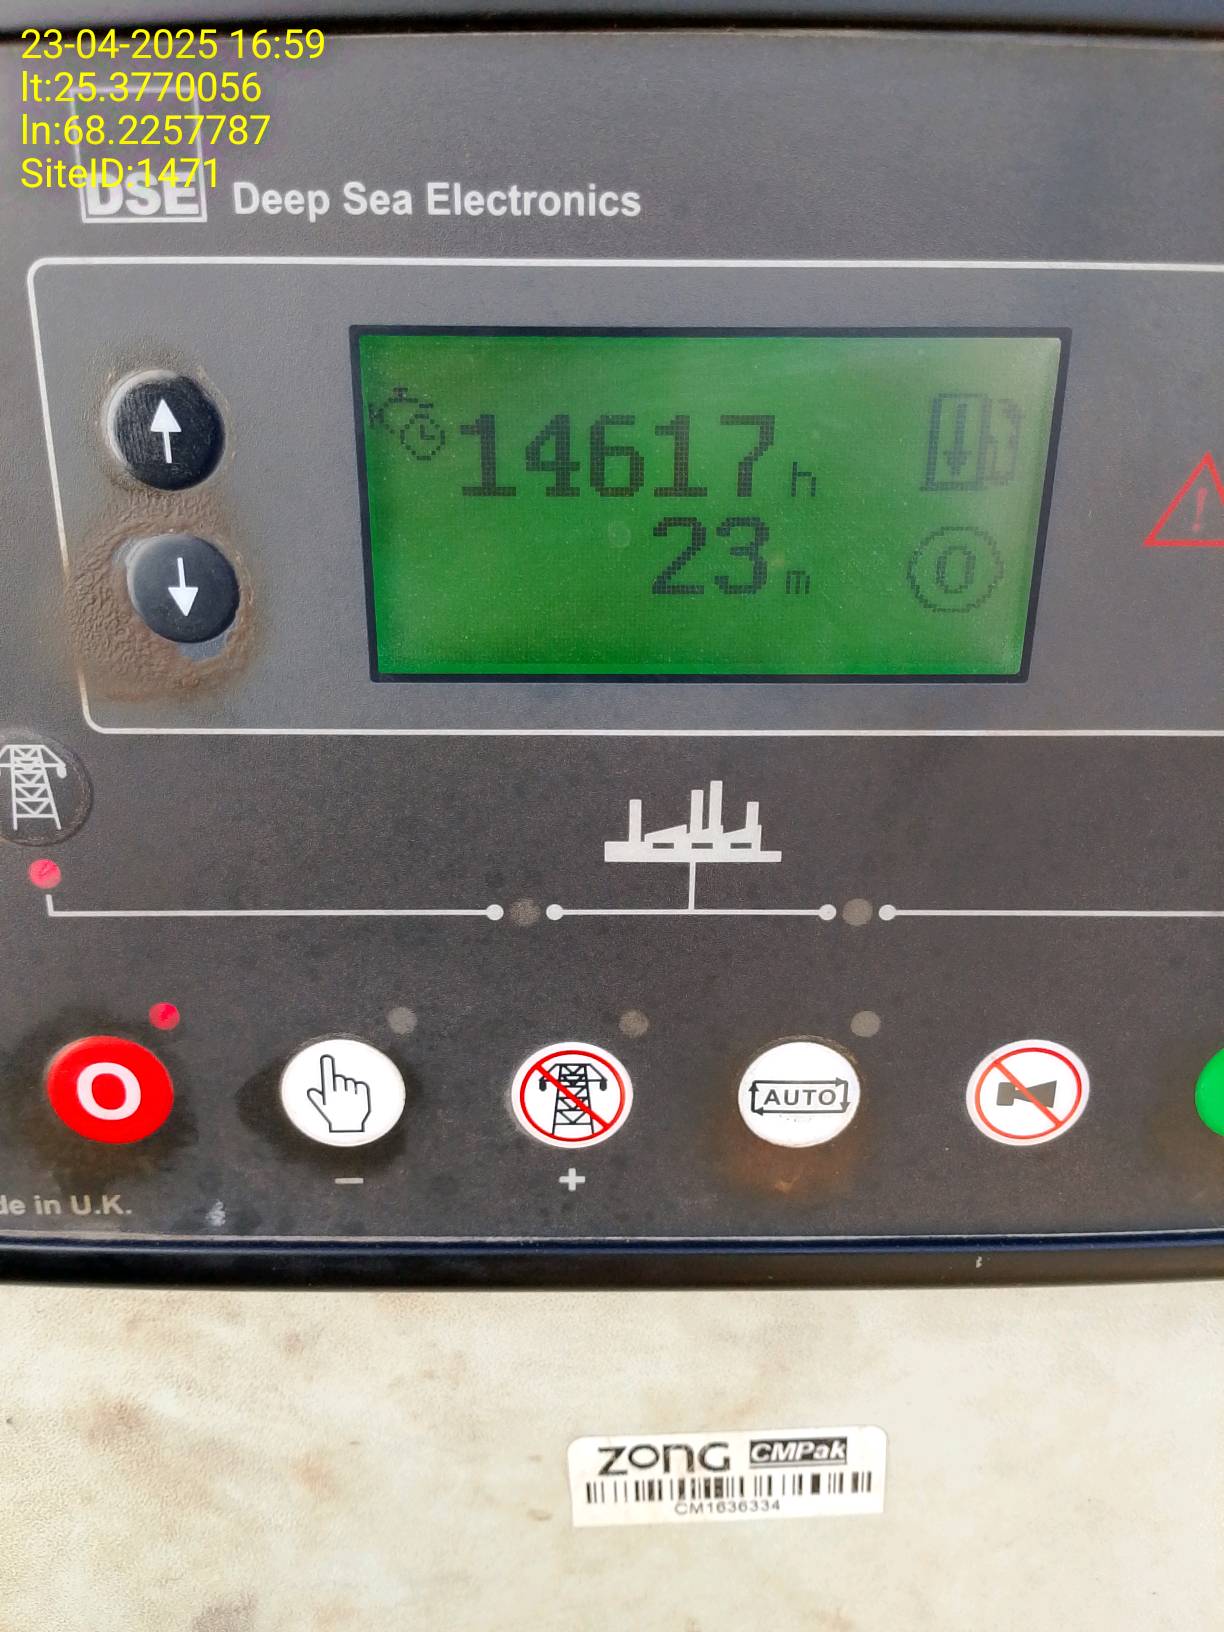 23-04-2025 16:59
lt:25.3770056
ln:68.2257787
SiteID:1471
DSE Deep Sea Electronics
14617 h
23 m
0
!
O
AUTO
−
+
de in U.K.
zong CMPak
CM1636334